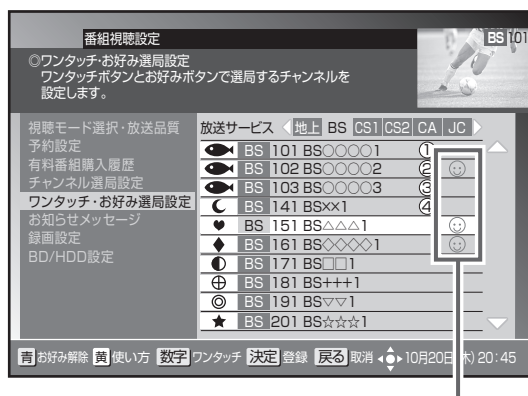 番組視聴設定
BS 101
◎ワンタッチ・お好み選局設定
ワンタッチボタンとお好みボタンで選局するチャンネルを
設定します。
視聴モード選択・放送品質
予約設定
有料番組購入履歴
チャンネル選局設定
ワンタッチ・お好み選局設定
お知らせメッセージ
録画設定
BD/HDD設定
放送サービス 地上 BS CS1 CS2 CA JC
BS 101 BS○○○○1 ①
BS 102 BS○○○○2 ②
BS 103 BS○○○○3 ③
BS 141 BS××1 ④
BS 151 BS△△△1
BS 161 BS◇◇◇◇1
BS 171 BS□□1
BS 181 BS+++1
BS 191 BS▽▽1
BS 201 BS☆☆☆1
青 お好み解除 黄 使い方 数字 ワンタッチ 決定 登録 戻る 取消 10月20日(木) 20:45